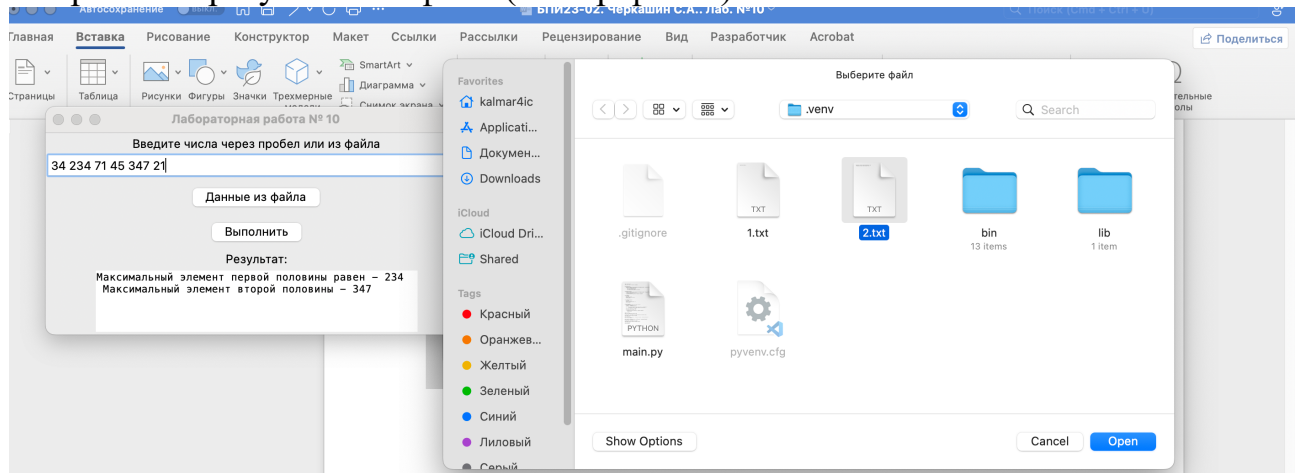 Автосохранение
БПИ23-02. Черкашин С.А.. Лаб. №10
Поиск (Cmd + Ctrl + U)
Главная Вставка Рисование Конструктор Макет Ссылки Рассылки Рецензирование Вид Разработчик Acrobat
Поделиться
Страницы Таблица Рисунки Фигуры Значки Трехмерные
SmartArt
Диаграмма
Снимок экрана
Лабораторная работа № 10
Введите числа через пробел или из файла
34 234 71 45 347 21
Данные из файла
Выполнить
Результат:
Максимальный элемент первой половины равен – 234
Максимальный элемент второй половины – 347
Выберите файл
.venv
Search
Favorites
kalmar4ic
Applicati...
Докумен...
Downloads
iCloud
iCloud Dri...
Shared
Tags
Красный
Оранжев...
Желтый
Зеленый
Синий
Лиловый
Серый
.gitignore
TXT
1.txt
TXT
2.txt
bin
13 items
lib
1 item
PYTHON
main.py
pyvenv.cfg
Show Options
Cancel
Open